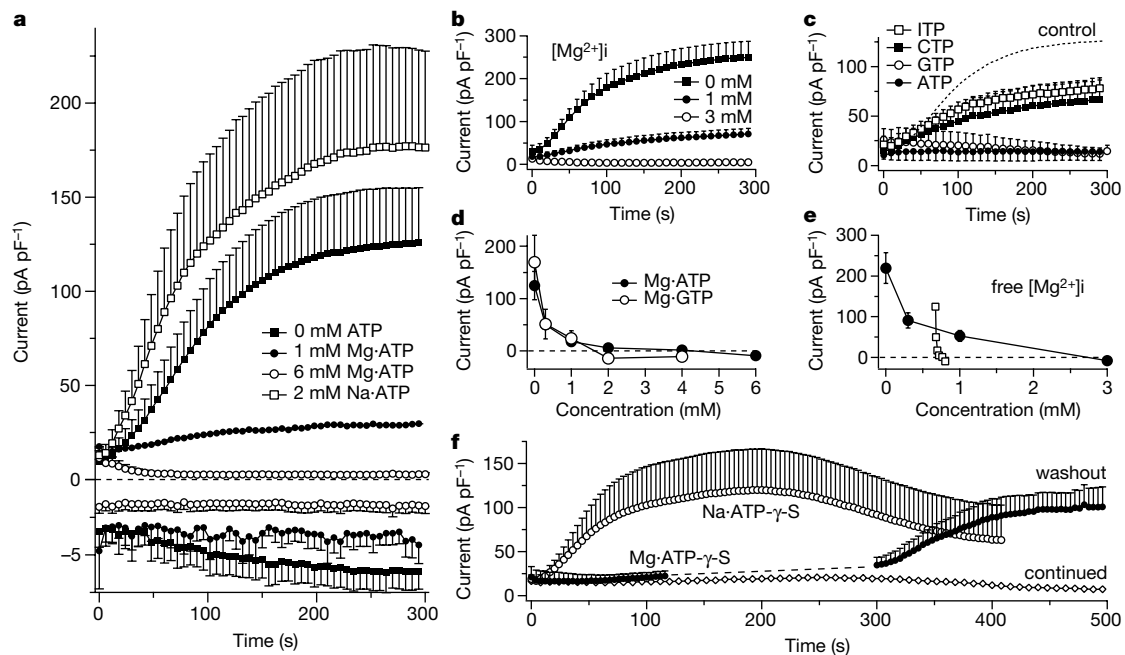 a
Current (pA pF⁻¹)
200
150
100
50
0
−5
0 mM ATP
1 mM Mg·ATP
6 mM Mg·ATP
2 mM Na·ATP
0 100 200 300
Time (s)
b
Current (pA pF⁻¹)
300
200
100
0
[Mg²⁺]i
0 mM
1 mM
3 mM
0 100 200 300
Time (s)
c
Current (pA pF⁻¹)
100
50
0
ITP
CTP
GTP
ATP
control
0 100 200 300
Time (s)
d
Current (pA pF⁻¹)
200
100
0
Mg·ATP
Mg·GTP
0 1 2 3 4 5 6
Concentration (mM)
e
Current (pA pF⁻¹)
300
200
100
0
free [Mg²⁺]i
0 1 2 3
Concentration (mM)
f
Current (pA pF⁻¹)
150
100
50
0
Na·ATP-γ-S
Mg·ATP-γ-S
washout
continued
0 100 200 300 400 500
Time (s)